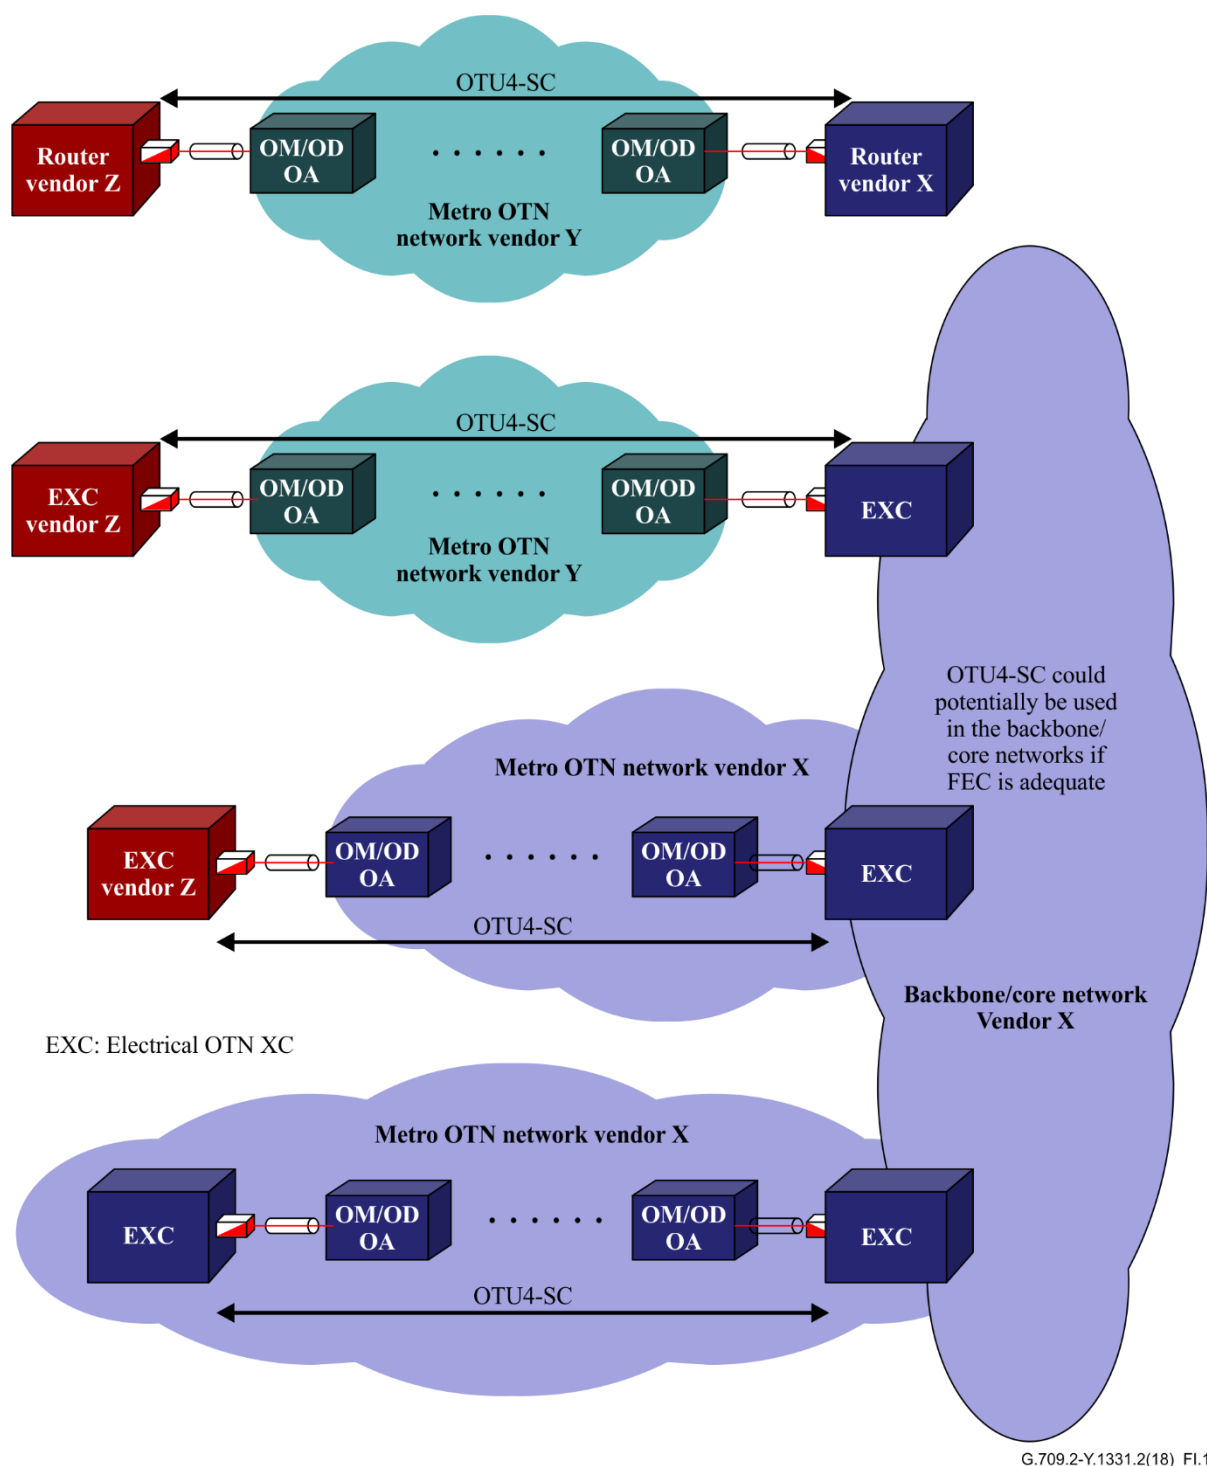 OTU4-SC
Router
vendor Z
OM/OD
OA
. . . . . .
OM/OD
OA
Router
vendor X
Metro OTN
network vendor Y
OTU4-SC
EXC
vendor Z
OM/OD
OA
. . . . . .
OM/OD
OA
EXC
Metro OTN
network vendor Y
OTU4-SC could
potentially be used
in the backbone/
core networks if
FEC is adequate
Metro OTN network vendor X
EXC
vendor Z
OM/OD
OA
. . . . . .
OM/OD
OA
EXC
OTU4-SC
Backbone/core network
Vendor X
EXC: Electrical OTN XC
Metro OTN network vendor X
EXC
OM/OD
OA
. . . . . .
OM/OD
OA
EXC
OTU4-SC
G.709.2-Y.1331.2(18)_FI.1